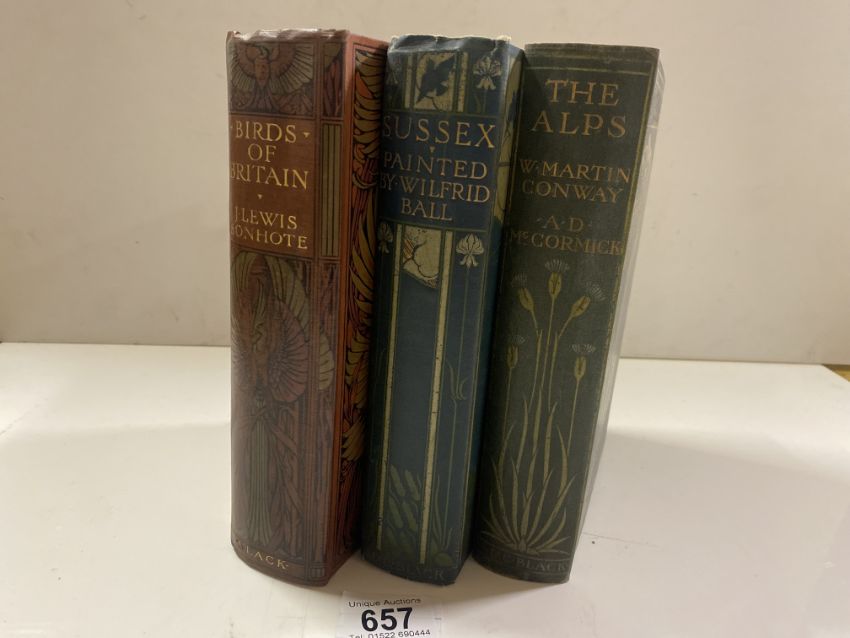 BIRDS
OF
BRITAIN
J. LEWIS
BONHOTE
BLACK
SUSSEX
PAINTED
BY·WILFRID
BALL
BLACK
THE
ALPS
W·MARTIN
CONWAY
A·D·
McCORMICK
BLACK
Unique Auctions
657
Tel. 01522 690444